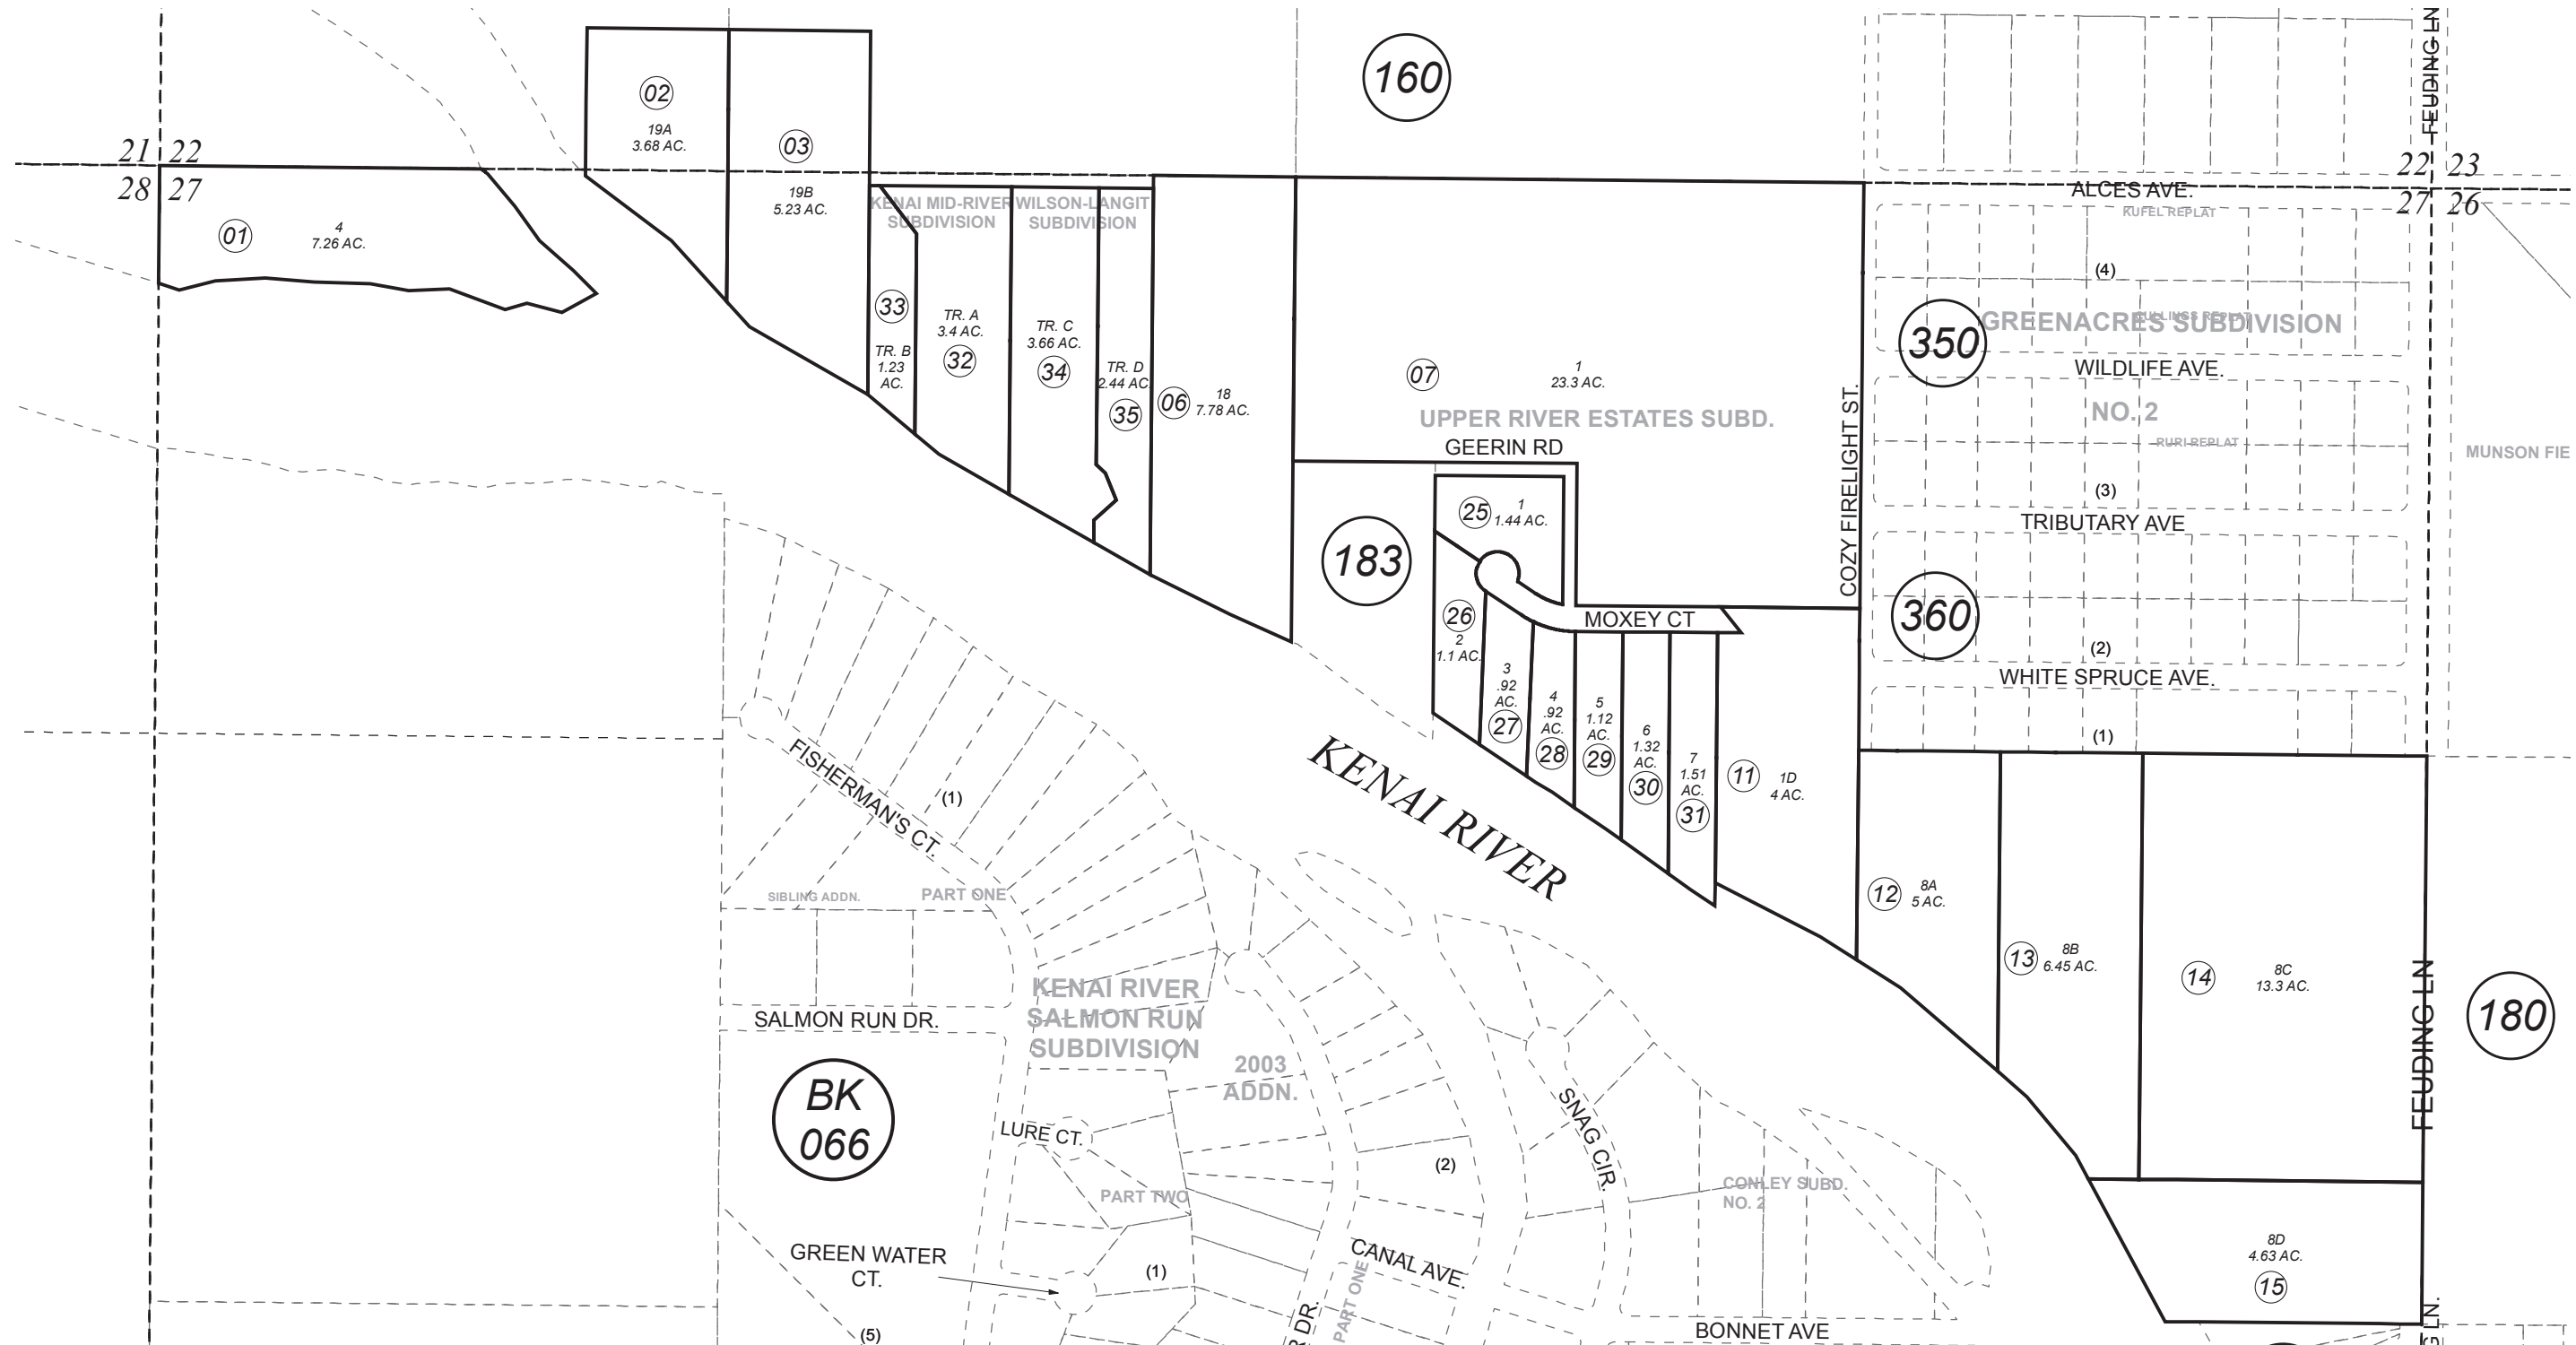 160
02
19A
3.68 AC.
03
19B
5.23 AC.
21 22
28 27
01
4
7.26 AC.
KENAI MID-RIVER
SUBDIVISION
WILSON-LANGIT
SUBDIVISION
33
TR. B
1.23
AC.
TR. A
3.4 AC.
32
TR. C
3.66 AC.
34
TR. D
2.44 AC.
35
06
18
7.78 AC.
07
1
23.3 AC.
UPPER RIVER ESTATES SUBD.
GEERIN RD
COZY FIRELIGHT ST.
FEUDING LN
22 23
27 26
ALCES AVE.
KUFEL REPLAT
(4)
350
GREENACRES SUBDIVISION
WILDLIFE AVE.
NO. 2
RURI REPLAT
MUNSON FIE
(3)
TRIBUTARY AVE
360
(2)
WHITE SPRUCE AVE.
(1)
183
25
1
1.44 AC.
MOXEY CT
26
2
1.1 AC.
3
.92
AC.
27
4
.92
AC.
28
5
1.12
AC.
29
6
1.32
AC.
30
7
1.51
AC.
31
11
1D
4 AC.
KENAI RIVER
12
8A
5 AC.
13
8B
6.45 AC.
14
8C
13.3 AC.
FEUDING LN
180
8D
4.63 AC.
15
G LN.
FISHERMAN'S CT.
(1)
SIBLING ADDN.
PART ONE
KENAI RIVER
SALMON RUN
SUBDIVISION
SALMON RUN DR.
2003
ADDN.
BK
066
LURE CT.
PART TWO
(2)
SNAG CIR.
CONLEY SUBD.
NO. 2
GREEN WATER
CT.
(1)
CANAL AVE.
PART ONE
R DR.
(5)
BONNET AVE